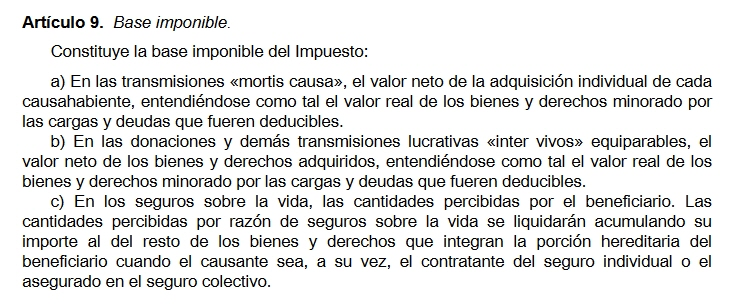 Artículo 9. Base imponible.
Constituye la base imponible del Impuesto:
a) En las transmisiones «mortis causa», el valor neto de la adquisición individual de cada
causahabiente, entendiéndose como tal el valor real de los bienes y derechos minorado por
las cargas y deudas que fueren deducibles.
b) En las donaciones y demás transmisiones lucrativas «inter vivos» equiparables, el
valor neto de los bienes y derechos adquiridos, entendiéndose como tal el valor real de los
bienes y derechos minorado por las cargas y deudas que fueren deducibles.
c) En los seguros sobre la vida, las cantidades percibidas por el beneficiario. Las
cantidades percibidas por razón de seguros sobre la vida se liquidarán acumulando su
importe al del resto de los bienes y derechos que integran la porción hereditaria del
beneficiario cuando el causante sea, a su vez, el contratante del seguro individual o el
asegurado en el seguro colectivo.